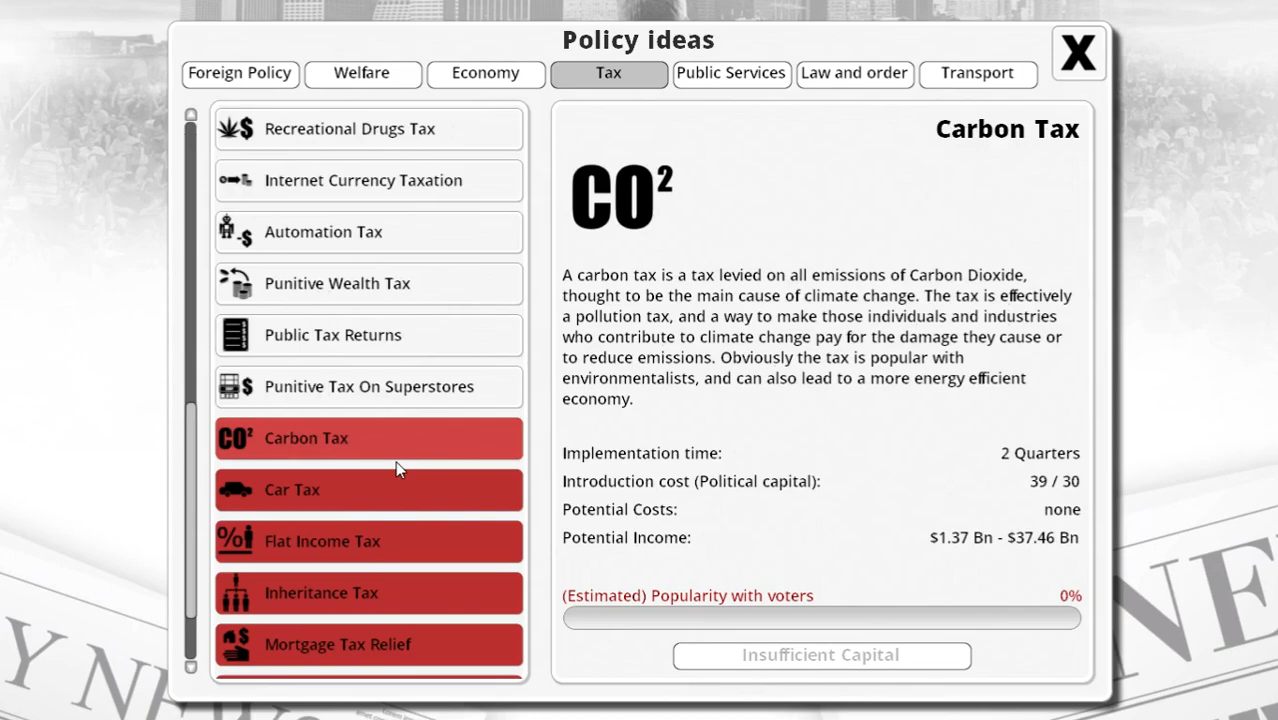 Policy ideas
X
Foreign Policy
Welfare
Economy
Tax
Public Services
Law and order
Transport
Recreational Drugs Tax
Internet Currency Taxation
Automation Tax
Punitive Wealth Tax
Public Tax Returns
Punitive Tax On Superstores
CO² Carbon Tax
Car Tax
Flat Income Tax
Inheritance Tax
Mortgage Tax Relief
Carbon Tax
CO²
A carbon tax is a tax levied on all emissions of Carbon Dioxide,
thought to be the main cause of climate change. The tax is effectively
a pollution tax, and a way to make those individuals and industries
who contribute to climate change pay for the damage they cause or
to reduce emissions. Obviously the tax is popular with
environmentalists, and can also lead to a more energy efficient
economy.
Implementation time: 2 Quarters
Introduction cost (Political capital): 39 / 30
Potential Costs: none
Potential Income: $1.37 Bn - $37.46 Bn
(Estimated) Popularity with voters 0%
Insufficient Capital